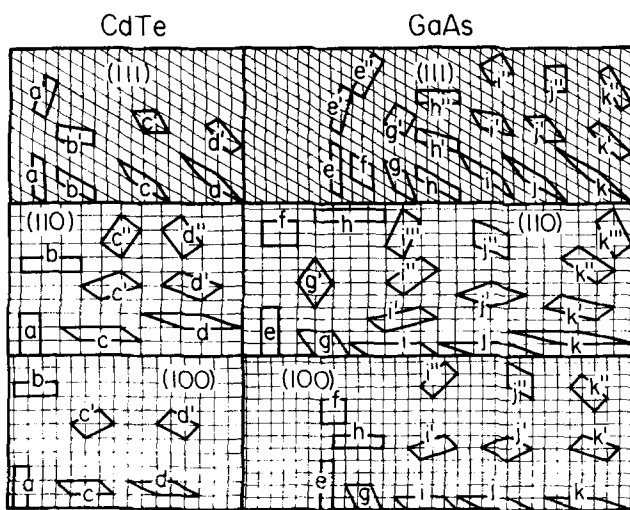 CdTe GaAs
(111) (111)
a' b' c' d' e' e'' g' h'' h' i''' i'' j''' j'' k''' k'
a b c d e f g h i j k
(110) (110)
b c'' d'' f h i''' j''' k'''
c' d' g' i'' j' k''
a c d e g i' i j k' k
(100) (100)
b c' d' f h i''' j''' k''
i' j' k'
a c d e g i j k